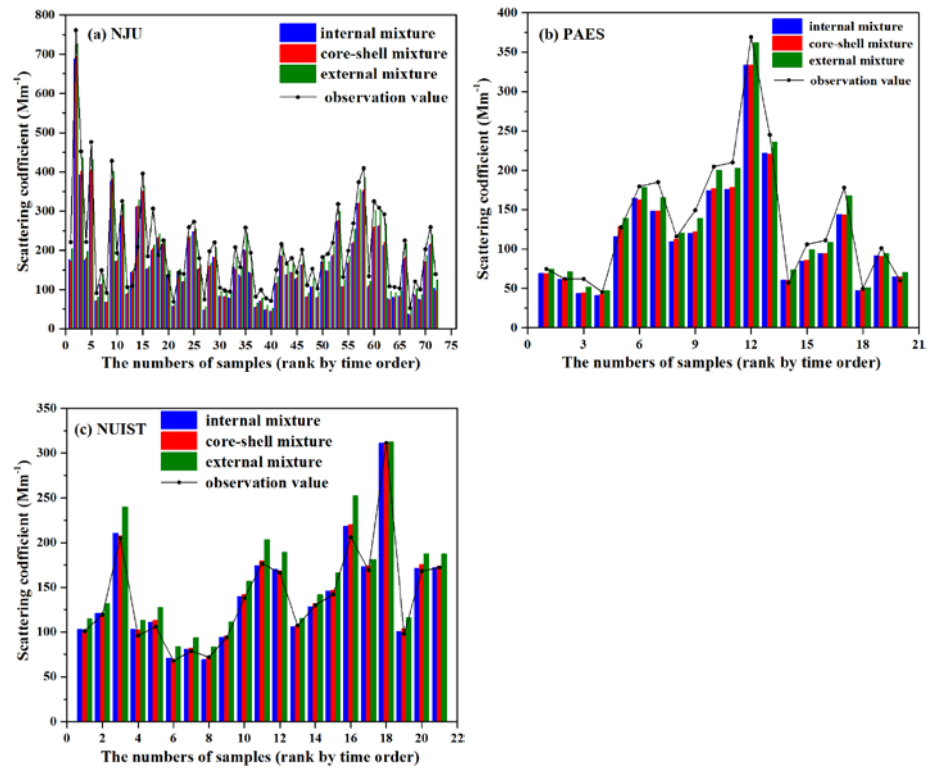 (a) NJU
internal mixture
core-shell mixture
external mixture
observation value
Scattering codfficient (Mm-1)
800
700
600
500
400
300
200
100
0
0 5 10 15 20 25 30 35 40 45 50 55 60 65 70 75
The numbers of samples (rank by time order)
(b) PAES
internal mixture
core-shell mixture
external mixture
observation value
Scattering codfficient (Mm-1)
400
350
300
250
200
150
100
50
0
0 3 6 9 12 15 18 21
The numbers of samples (rank by time order)
(c) NUIST
internal mixture
core-shell mixture
external mixture
observation value
Scattering codfficient (Mm-1)
350
300
250
200
150
100
50
0
0 2 4 6 8 10 12 14 16 18 20 22
The numbers of samples (rank by time order)